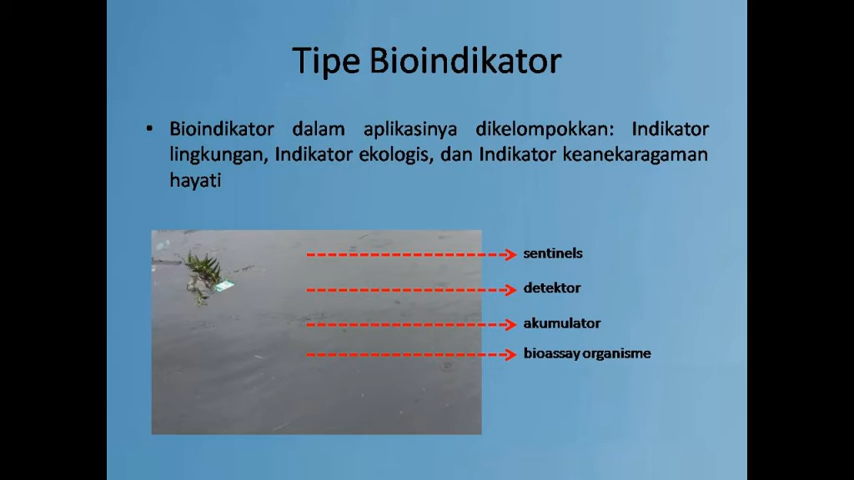 Tipe Bioindikator
• Bioindikator dalam aplikasinya dikelompokkan: Indikator
lingkungan, Indikator ekologis, dan Indikator keanekaragaman
hayati
sentinels
detektor
akumulator
bioassay organisme